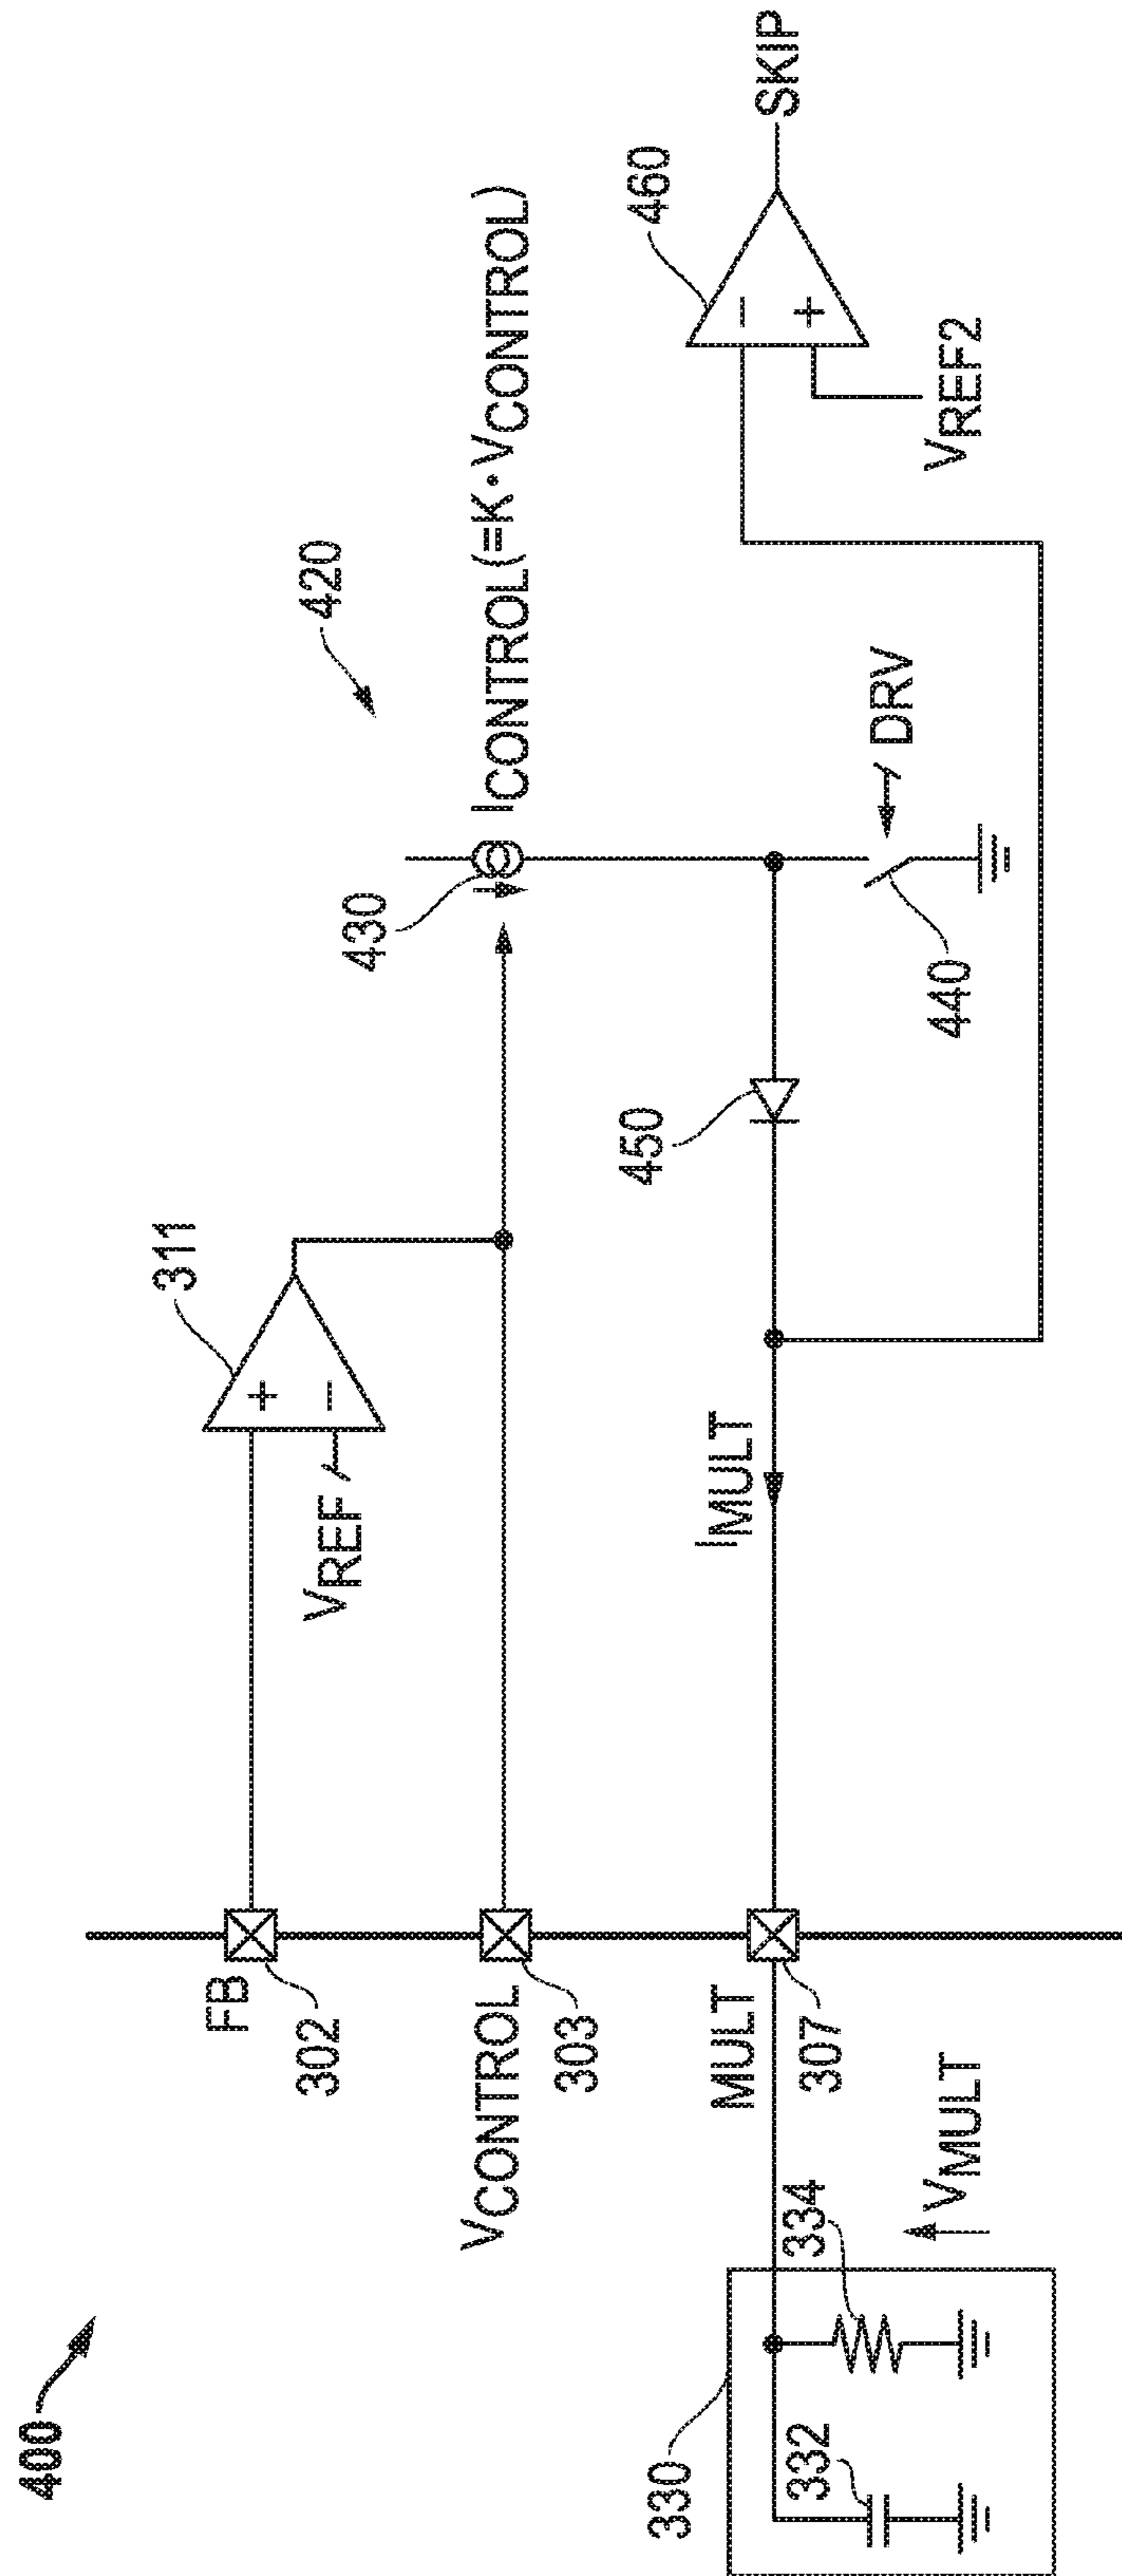 400
420
FB
302
311
+
−
VREF
VCONTROL
303
430
ICONTROL(=K·VCONTROL)
MULT
307
IMULT
450
440
DRV
460
−
+
SKIP
VREF2
330
332
334
VMULT